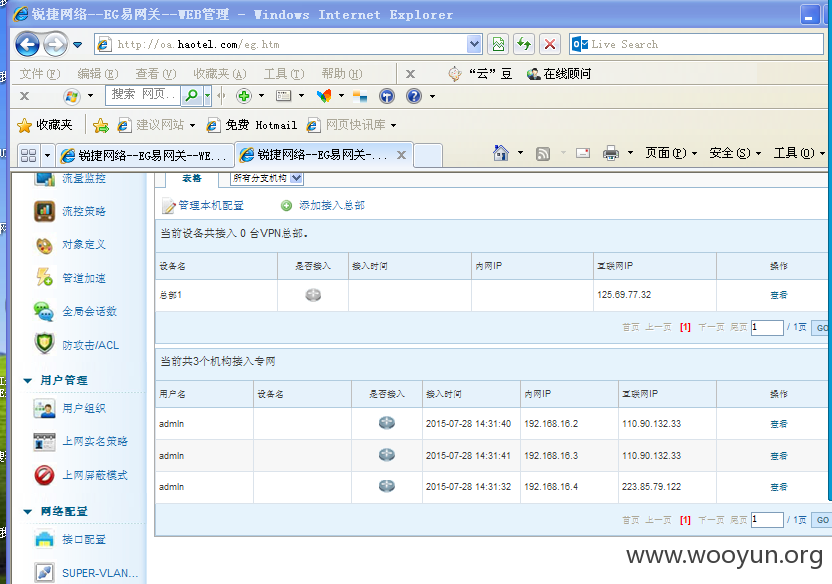 锐捷网络--EG易网关--WEB管理 - Windows Internet Explorer
http://oa.haotel.com/eg.htm
Live Search
文件(F) 编辑(E) 查看(V) 收藏夹(A) 工具(T) 帮助(H) X “云”豆 在线顾问
X 搜索 网页..
收藏夹 建议网站 免费 Hotmail 网页快讯库
锐捷网络--EG易网关--WE... 锐捷网络--EG易网关-... X 页面(P) 安全(S) 工具(O)
流量监控
流控策略
对象定义
管道加速
全局会话数
防攻击/ACL
用户管理
用户组织
上网实名策略
上网屏蔽模式
网络配置
接口配置
SUPER-VLAN...
表格 所有分支机构
管理本机配置 添加接入总部
当前设备共接入 0 台VPN总部。
设备名 是否接入 接入时间 内网IP 互联网IP 操作
总部1 125.69.77.32 查看
首页 上一页 [1] 下一页 尾页 1 / 1页 GO
当前共3个机构接入专网
用户名 设备名 是否接入 接入时间 内网IP 互联网IP 操作
admin 2015-07-28 14:31:40 192.168.16.2 110.90.132.33 查看
admin 2015-07-28 14:31:41 192.168.16.3 110.90.132.33 查看
admin 2015-07-28 14:31:32 192.168.16.4 223.85.79.122 查看
首页 上一页 [1] 下一页 尾页 1 / 1页 GO
www.wooyun.org